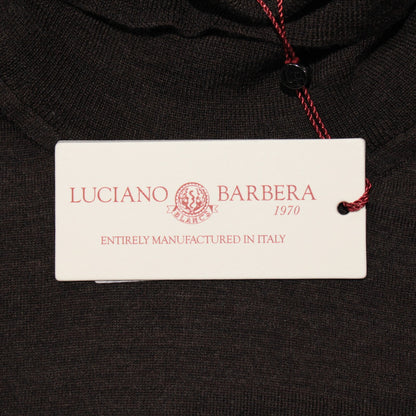 LUCIANO BARBERA
1970
ENTIRELY MANUFACTURED IN ITALY